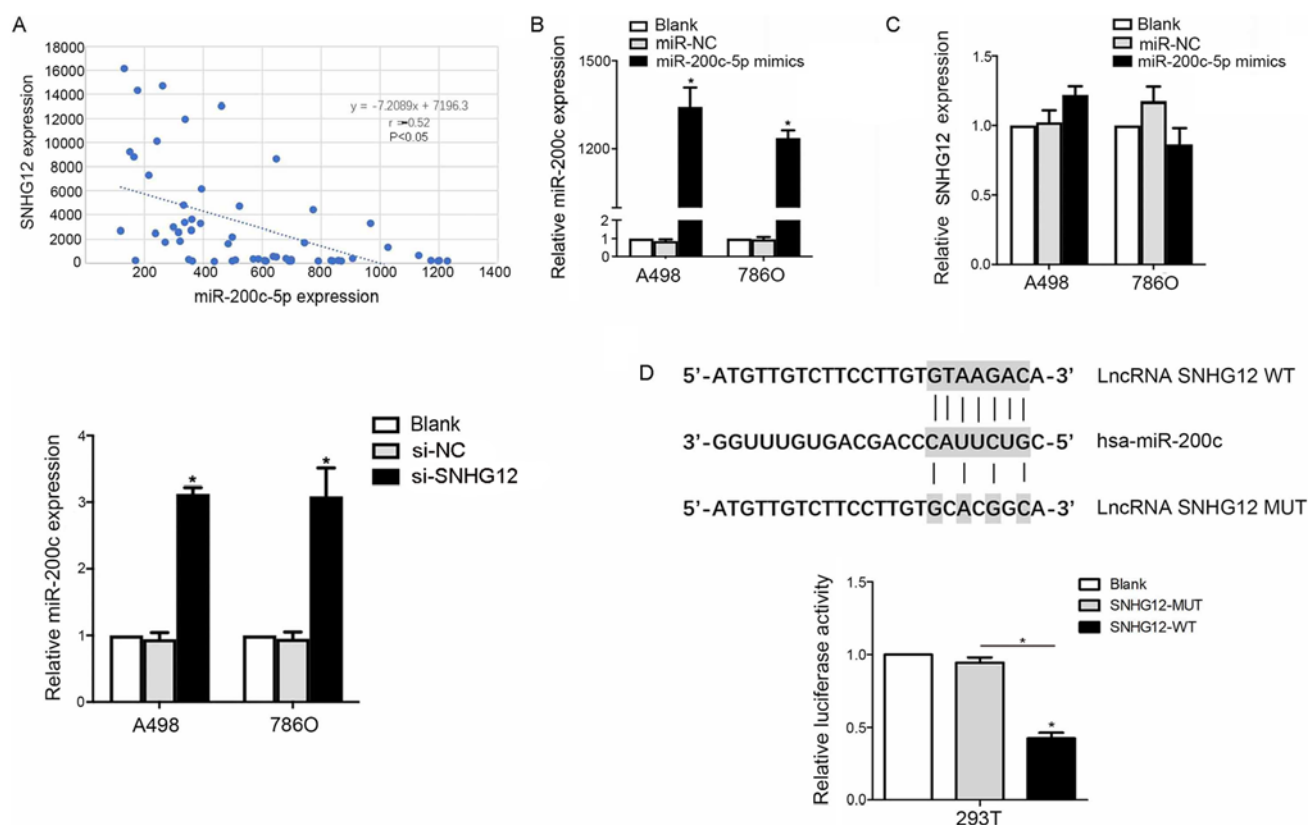 A
SNHG12 expression
18000
16000
14000
12000
10000
8000
6000
4000
2000
0
y = -7.2089x + 7196.3
r =-0.52
P<0.05
200 400 600 800 1000 1200 1400
miR-200c-5p expression
B
Blank
miR-NC
miR-200c-5p mimics
Relative miR-200c expression
1500
1200
2
1
0
* *
A498 786O
C
Blank
miR-NC
miR-200c-5p mimics
Relative SNHG12 expression
1.5
1.0
0.5
0.0
A498 786O
Blank
si-NC
si-SNHG12
Relative miR-200c expression
4
3
2
1
0
* *
A498 786O
D
5’-ATGTTGTCTTCCTTGTGTAAGACA-3’ LncRNA SNHG12 WT
3’-GGUUUGUGACGACCCAUUCUGC-5’ hsa-miR-200c
5’-ATGTTGTCTTCCTTGTGCACGGCA-3’ LncRNA SNHG12 MUT
Blank
SNHG12-MUT
SNHG12-WT
Relative luciferase activity
1.5
1.0
0.5
0.0
*
*
293T